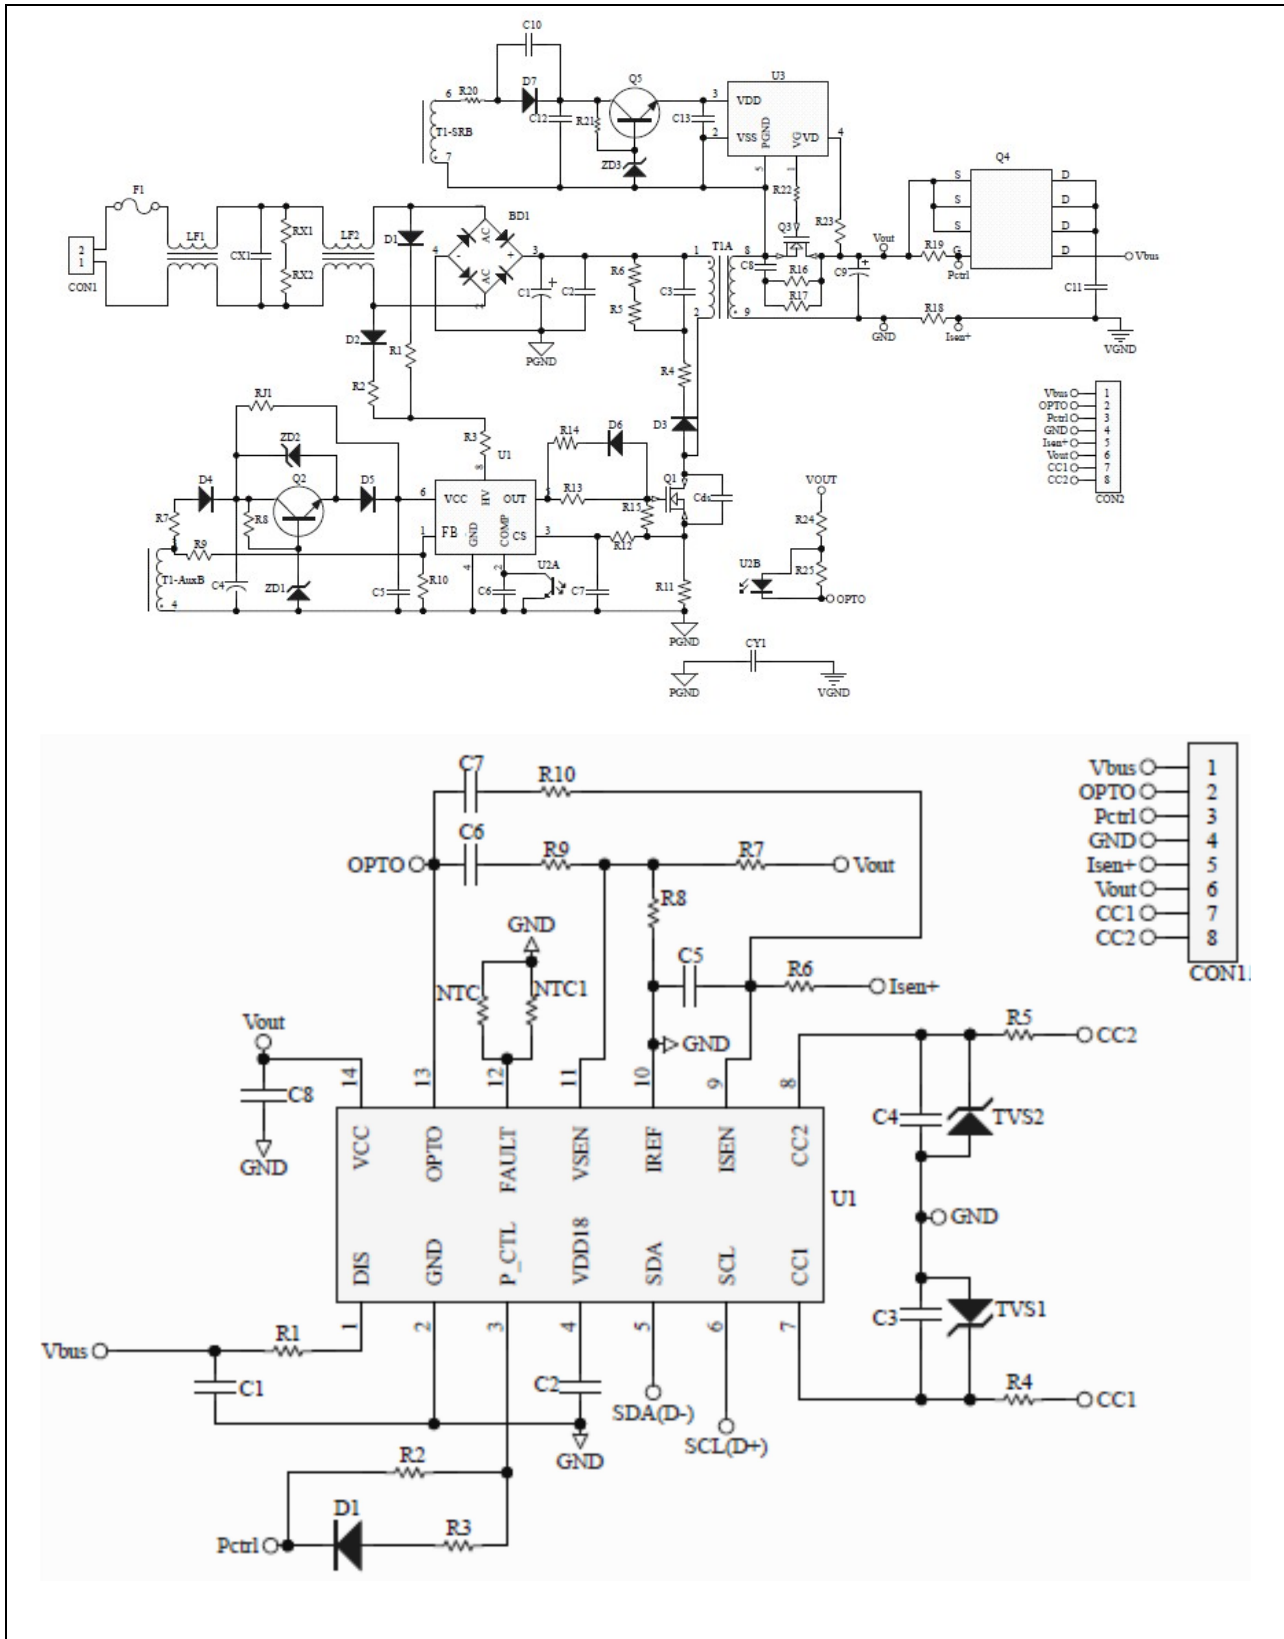 C10
D7
Q5
U3
6
R20
3
VDD
T1-SRB
C12
R21
C13
2
VSS
PGND
VG
VD
4
7
ZD3
5
1
Q4
S
D
S
D
S
D
G
D
F1
LF1
LF2
BD1
R22
R23
Q3
Vout
R19
Pctrl
Vbus
2
1
CON1
CX1
RX1
RX2
D1
AC
AC
4
-
+
3
2
C1
+
C2
R6
R5
C3
1
2
T1A
8
9
C8
R16
R17
C9
+
C11
R18
GND
Isen+
VGND
PGND
D2
R1
R2
R4
D3
RJ1
ZD2
Q2
D4
D5
R3
U1
8
R14
D6
R13
R15
Q1
Cds
6
VCC
HV
OUT
5
1
FB
GND
COMP
CS
3
R12
R7
R8
R9
T1-AuxB
4
C4
ZD1
C5
R10
4
2
C6
U2A
C7
R11
PGND
Vbus
1
OPTO
2
Pctrl
3
GND
4
Isen+
5
Vout
6
CC1
7
CC2
8
CON2
VOUT
R24
R25
U2B
OPTO
CY1
PGND
VGND
C7
R10
C6
OPTO
R9
R7
Vout
R8
GND
NTC
NTC1
C5
R6
Isen+
GND
Vout
C8
GND
Vbus
1
OPTO
2
Pctrl
3
GND
4
Isen+
5
Vout
6
CC1
7
CC2
8
R5
CC2
14
13
12
11
10
9
8
VCC
OPTO
FAULT
VSEN
IREF
ISEN
CC2
U1
DIS
GND
P_CTL
VDD18
SDA
SCL
CC1
1
2
3
4
5
6
7
C4
TVS2
GND
C3
TVS1
R4
CC1
Vbus
R1
C1
C2
GND
SDA(D-)
SCL(D+)
R2
D1
R3
Pctrl